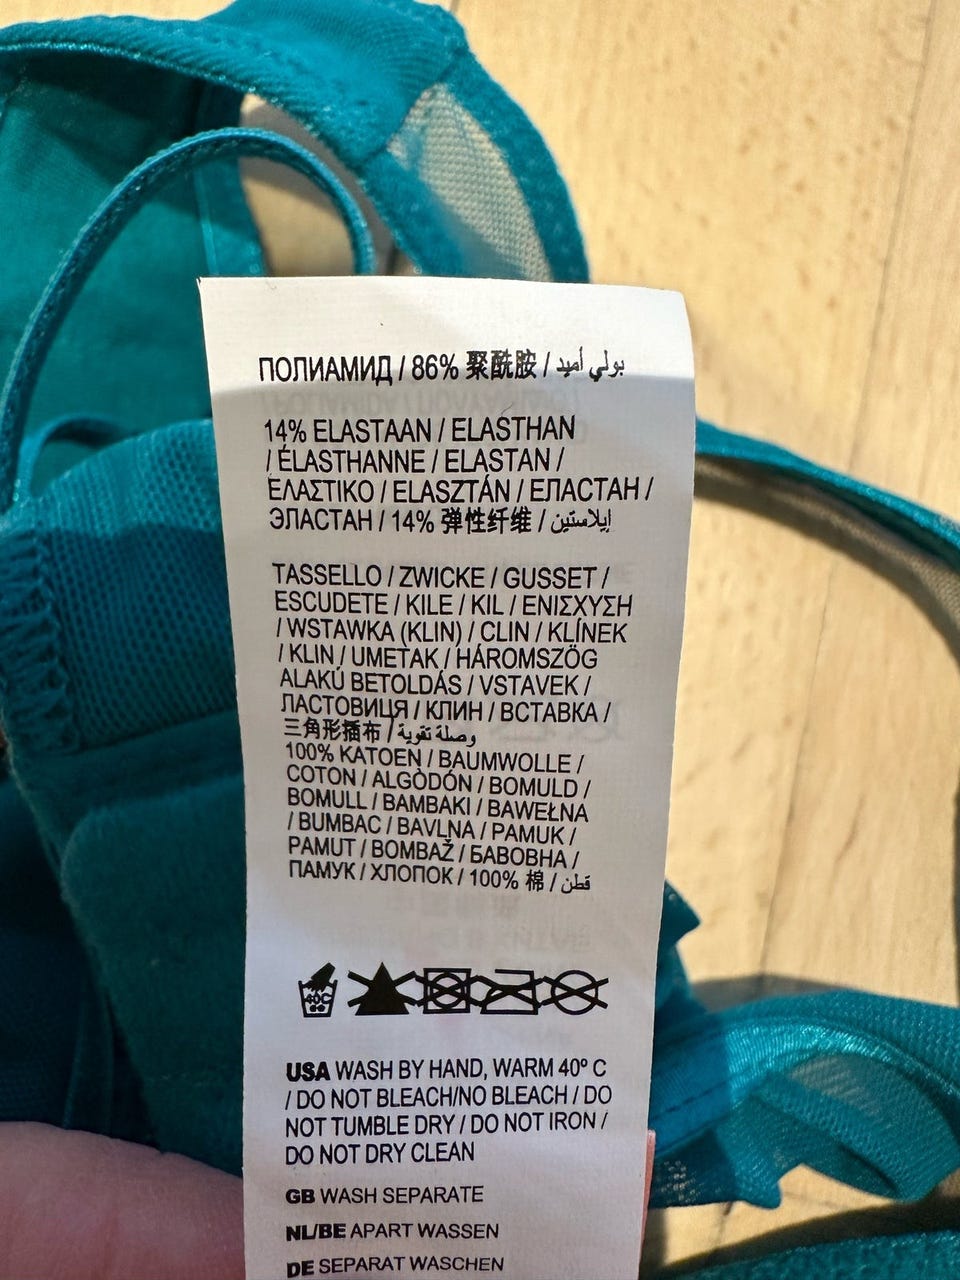 ПОЛИАМИД / 86% 聚酰胺 / بولي أميد
14% ELASTAAN / ELASTHAN
/ ÉLASTHANNE / ELASTAN /
ΕΛΑΣΤΙΚΟ / ELASZTÁN / ЕЛАСТАН /
ЭЛАСТАН / 14% 弹性纤维 / إيلاستين
TASSELLO / ZWICKE / GUSSET /
ESCUDETE / KILE / KIL / ΕΝΙΣΧΥΣΗ
/ WSTAWKA (KLIN) / CLIN / KLÍNEK
/ KLIN / UMETAK / HÁROMSZÖG
ALAKÚ BETOLDÁS / VSTAVEK /
ЛАСТОВИЦЯ / КЛИН / ВСТАВКА /
三角形插布 / وصلة تقوية
100% KATOEN / BAUMWOLLE /
COTON / ALGODÓN / BOMULD /
BOMULL / BAMBAKI / BAWEŁNA
/ BUMBAC / BAVLNA / PAMUK /
PAMUT / BOMBAŽ / БАВОВНА /
ПАМУК / ХЛОПОК / 100% 棉 / قطن
40C
USA WASH BY HAND, WARM 40º C
/ DO NOT BLEACH/NO BLEACH / DO
NOT TUMBLE DRY / DO NOT IRON /
DO NOT DRY CLEAN
GB WASH SEPARATE
NL/BE APART WASSEN
DE SEPARAT WASCHEN